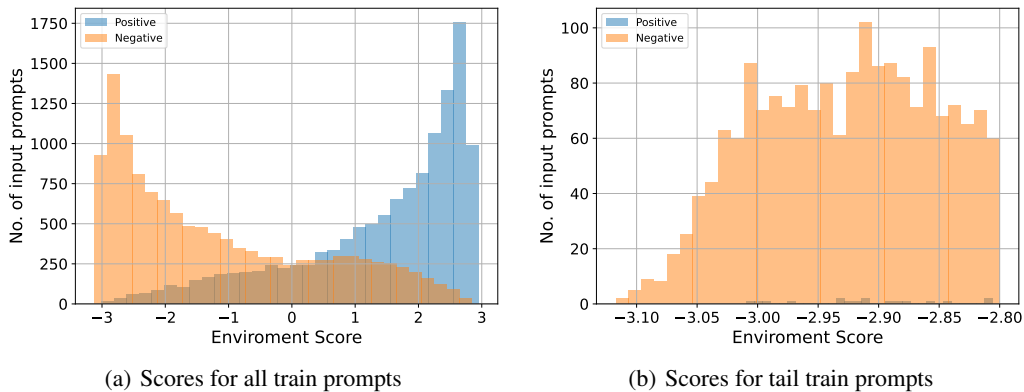 Positive
Negative
No. of input prompts
1750
1500
1250
1000
750
500
250
0
−3
−2
−1
0
1
2
3
Enviroment Score
(a) Scores for all train prompts
Positive
Negative
No. of input prompts
100
80
60
40
20
0
−3.10
−3.05
−3.00
−2.95
−2.90
−2.85
−2.80
Enviroment Score
(b) Scores for tail train prompts